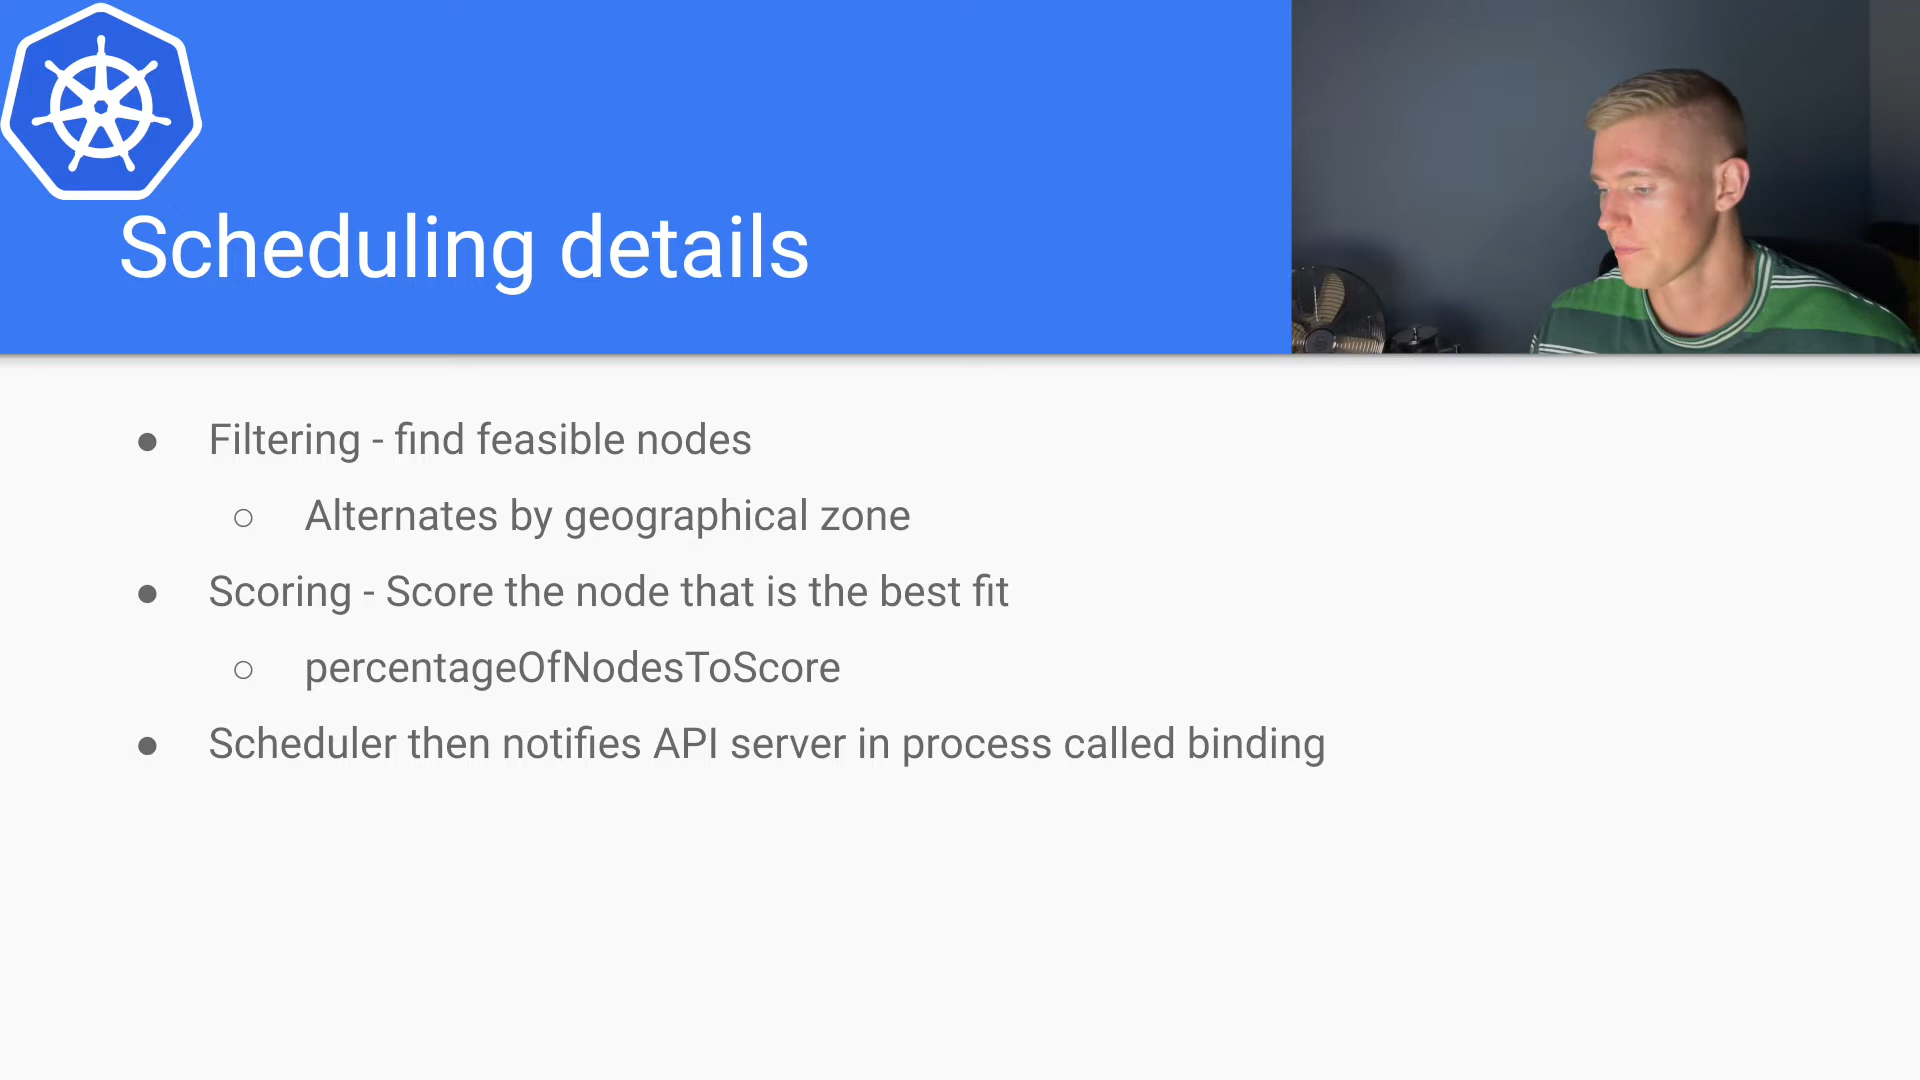 Scheduling details
● Filtering - find feasible nodes
○ Alternates by geographical zone
● Scoring - Score the node that is the best fit
○ percentageOfNodesToScore
● Scheduler then notifies API server in process called binding